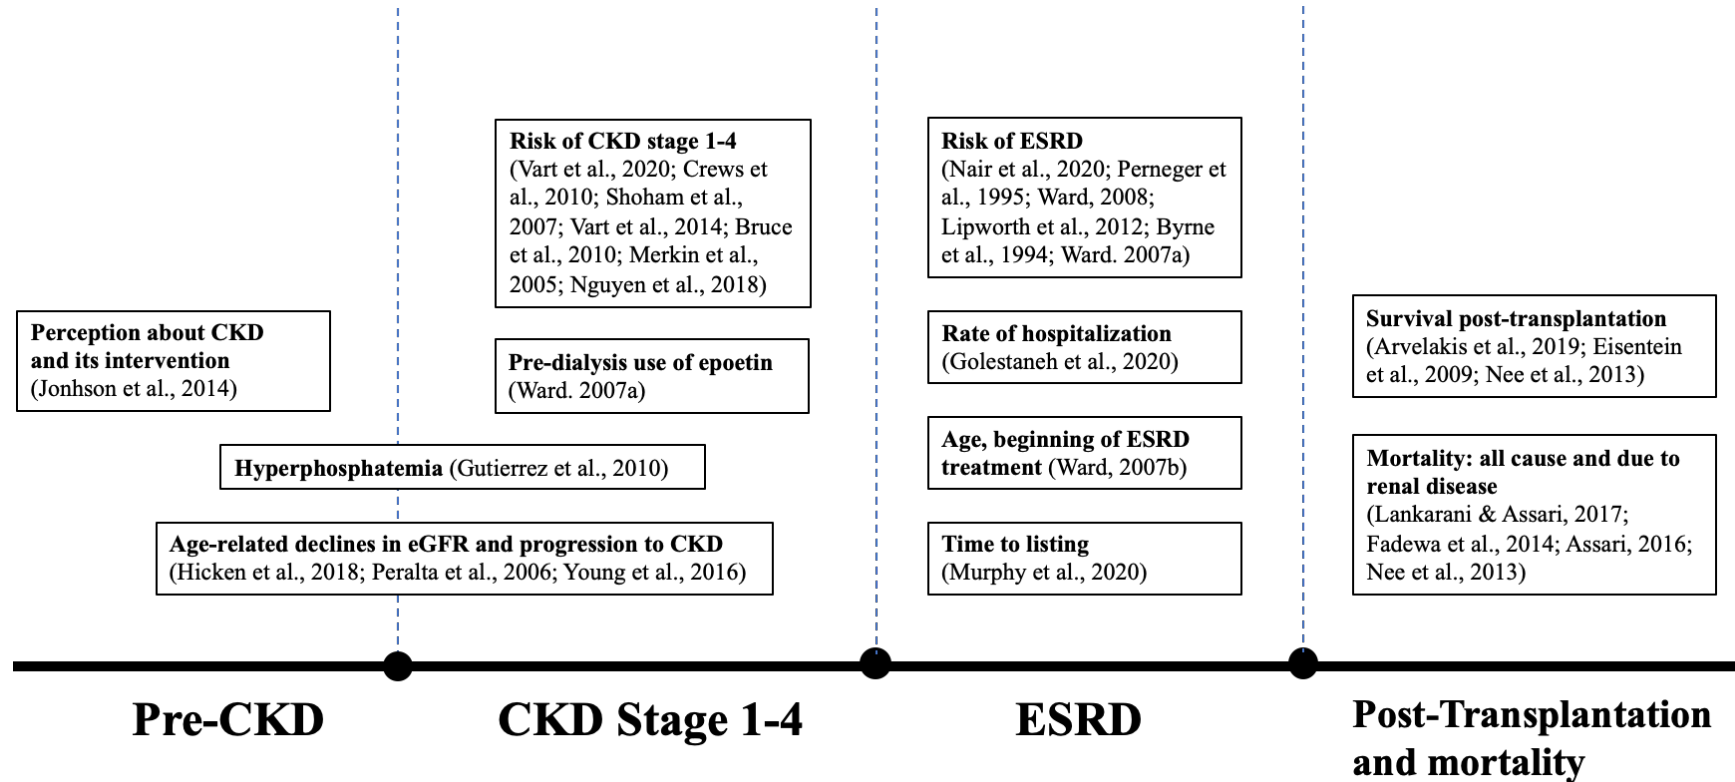 Risk of CKD stage 1-4
(Vart et al., 2020; Crews et
al., 2010; Shoham et al.,
2007; Vart et al., 2014; Bruce
et al., 2010; Merkin et al.,
2005; Nguyen et al., 2018)
Risk of ESRD
(Nair et al., 2020; Perneger et
al., 1995; Ward, 2008;
Lipworth et al., 2012; Byrne
et al., 1994; Ward. 2007a)
Perception about CKD
and its intervention
(Jonhson et al., 2014)
Pre-dialysis use of epoetin
(Ward. 2007a)
Rate of hospitalization
(Golestaneh et al., 2020)
Survival post-transplantation
(Arvelakis et al., 2019; Eisentein
et al., 2009; Nee et al., 2013)
Hyperphosphatemia (Gutierrez et al., 2010)
Age, beginning of ESRD
treatment (Ward, 2007b)
Mortality: all cause and due to
renal disease
(Lankarani & Assari, 2017;
Fadewa et al., 2014; Assari, 2016;
Nee et al., 2013)
Age-related declines in eGFR and progression to CKD
(Hicken et al., 2018; Peralta et al., 2006; Young et al., 2016)
Time to listing
(Murphy et al., 2020)
Pre-CKD
CKD Stage 1-4
ESRD
Post-Transplantation
and mortality